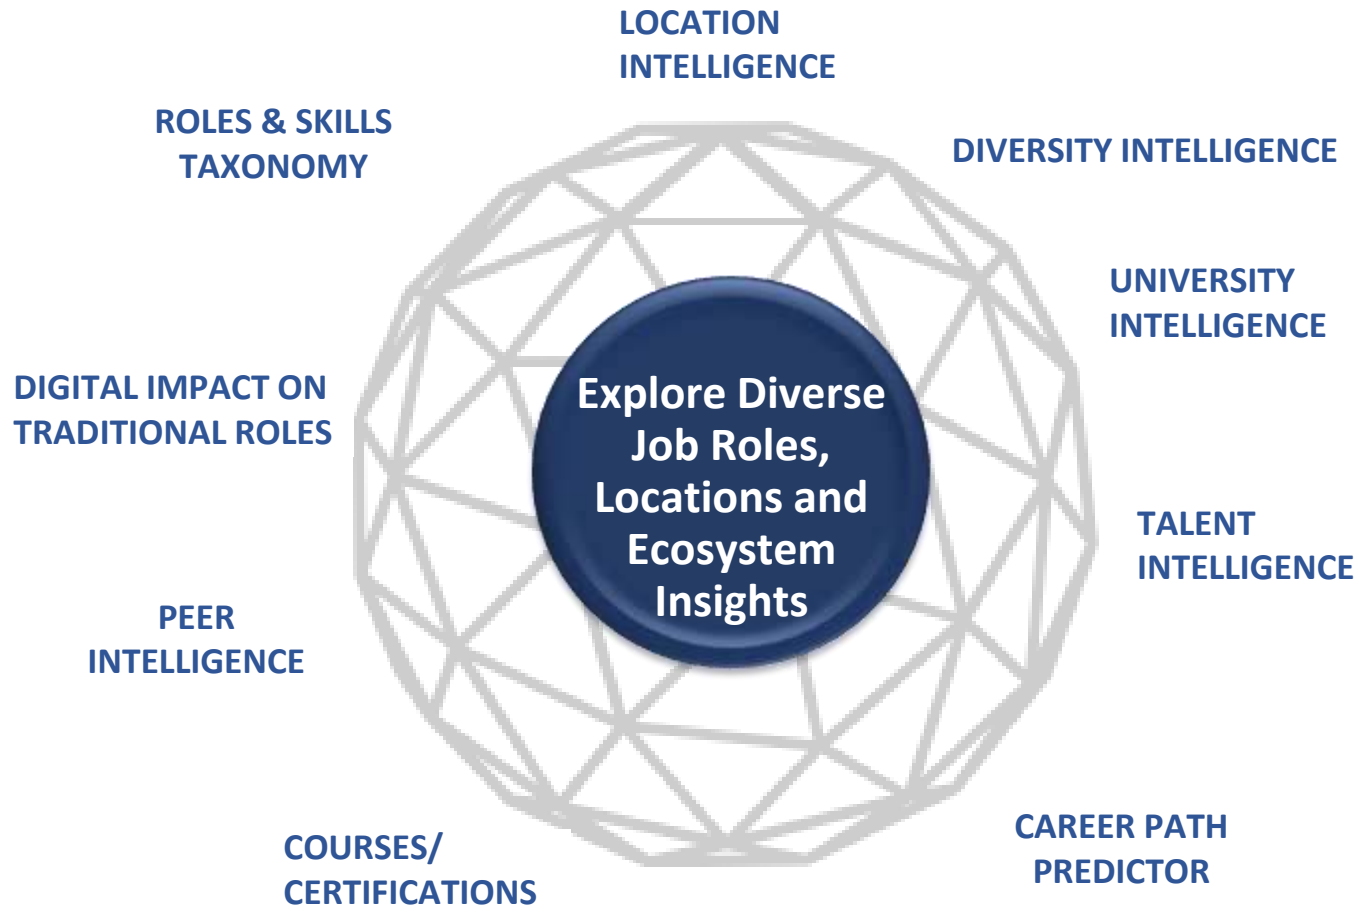 LOCATION
INTELLIGENCE
ROLES & SKILLS
TAXONOMY
DIVERSITY INTELLIGENCE
UNIVERSITY
INTELLIGENCE
DIGITAL IMPACT ON
TRADITIONAL ROLES
Explore Diverse
Job Roles,
Locations and
Ecosystem
Insights
TALENT
INTELLIGENCE
PEER
INTELLIGENCE
CAREER PATH
PREDICTOR
COURSES/
CERTIFICATIONS